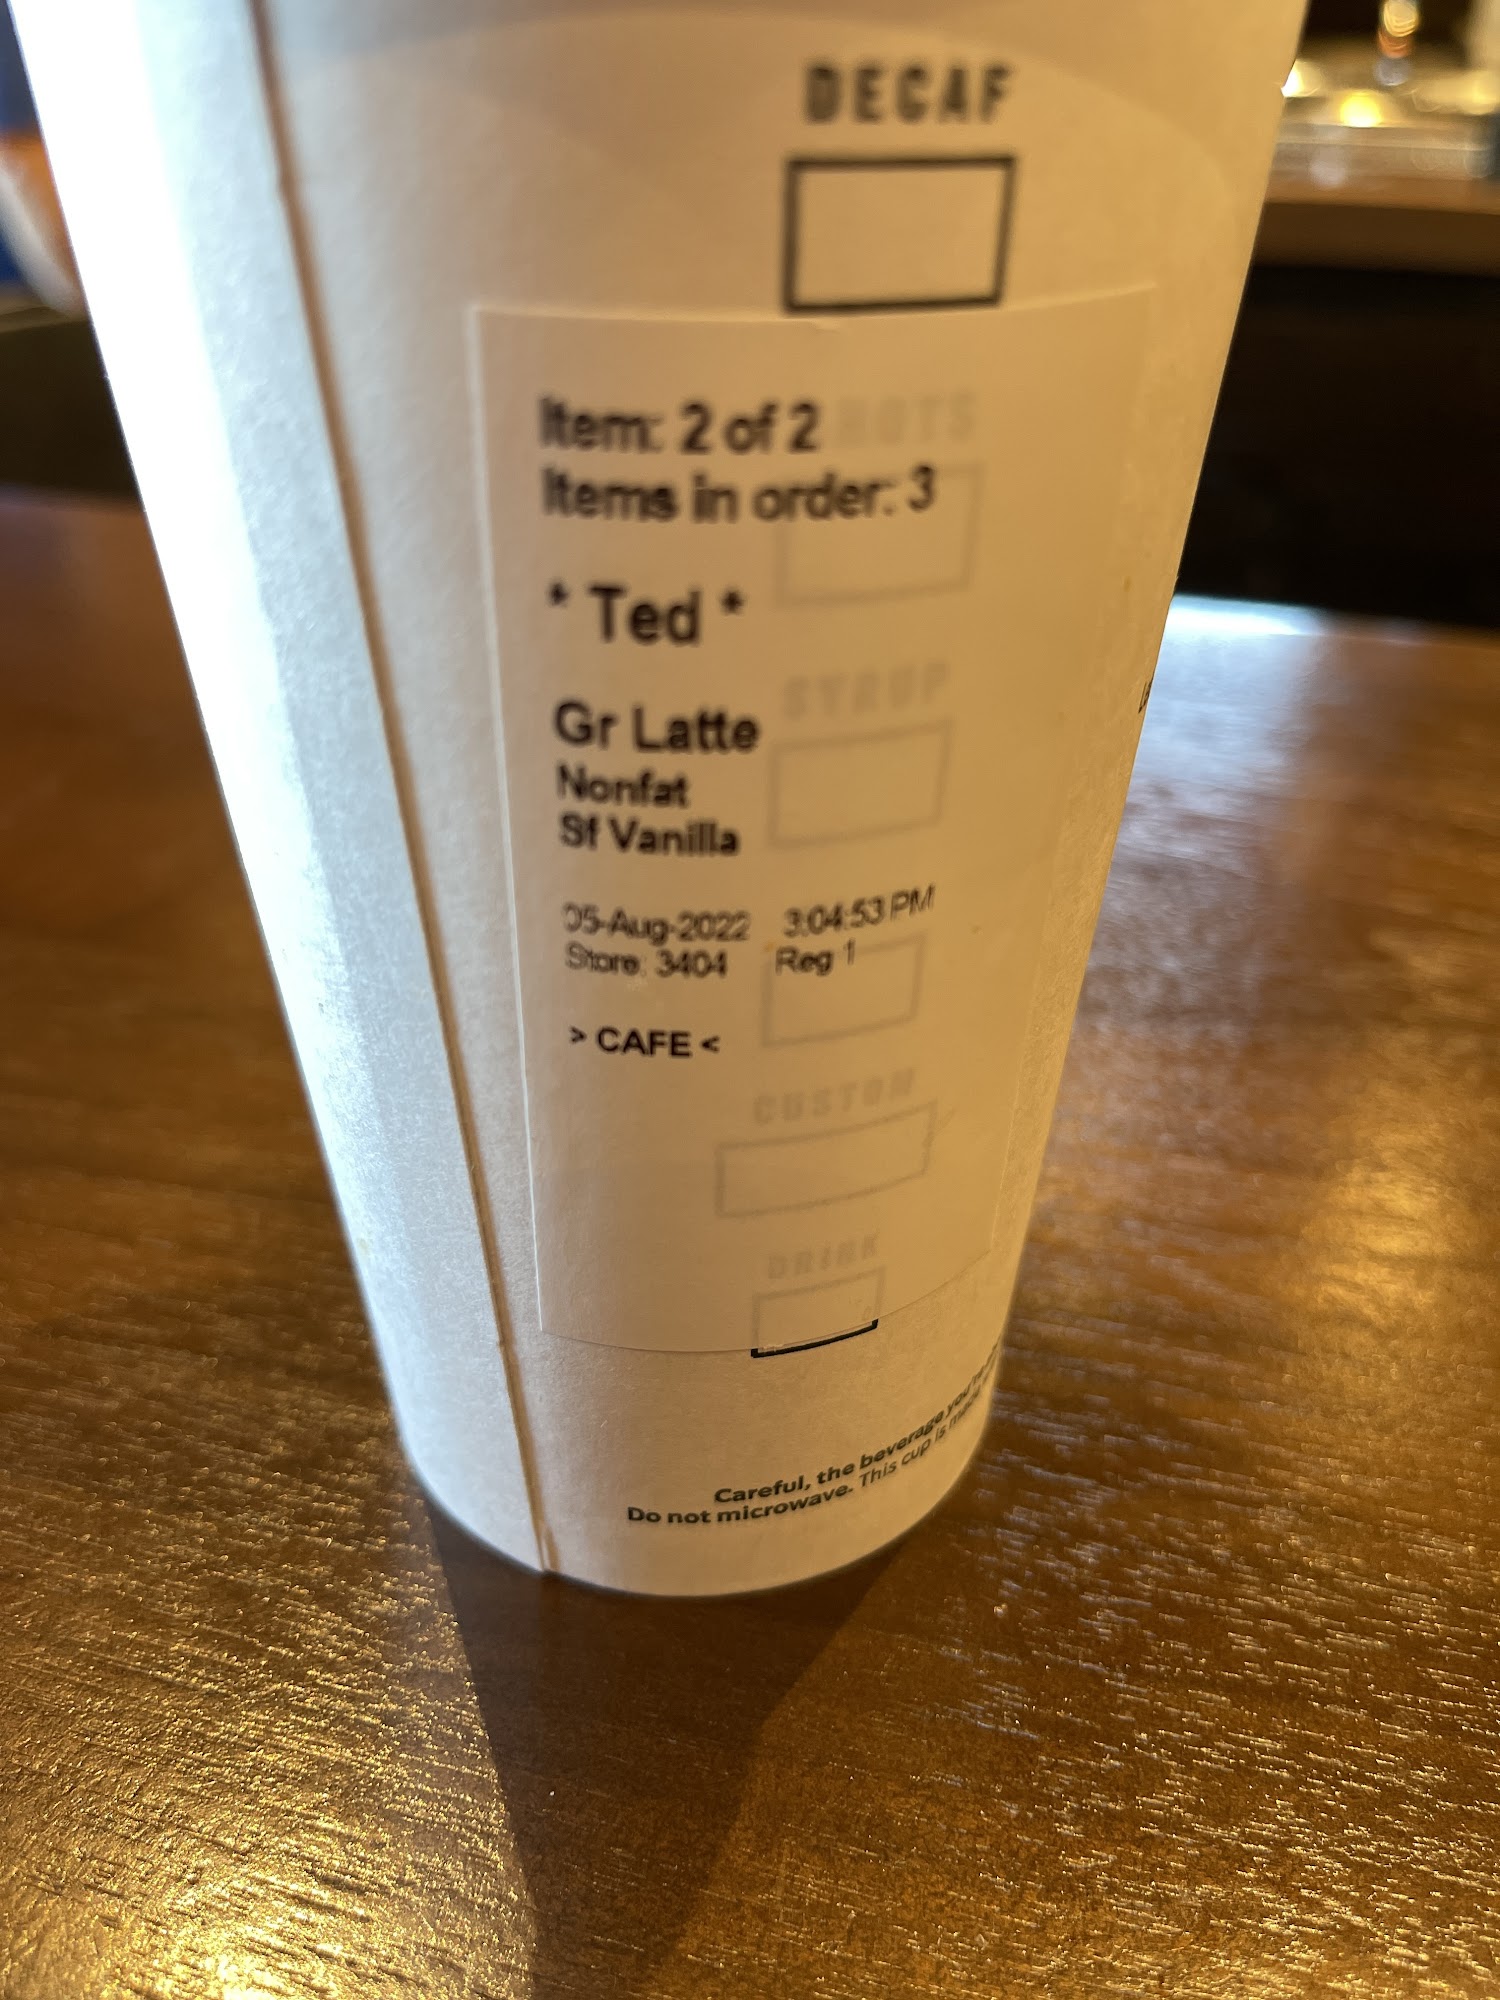 DECAF
Item: 2 of 2
SHOTS
Items in order: 3
* Ted *
SYRUP
Gr Latte
Nonfat
Sf Vanilla
05-Aug-2022 3:04:53 PM
Store: 3404 Reg 1
> CAFE <
CUSTOM
DRINK
Careful, the beverage you're
Do not microwave. This cup is made